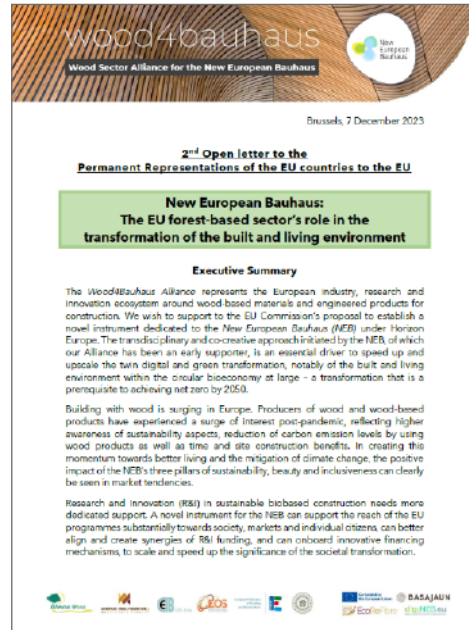 wood4bauhaus
Wood Sector Alliance for the New European Bauhaus
New
European
Bauhaus
Brussels, 7 December 2023
2nd Open letter to the
Permanent Representations of the EU countries to the EU
New European Bauhaus:
The EU forest-based sector's role in the
transformation of the built and living environment
Executive Summary
The Wood4Bauhaus Alliance represents the European industry, research and
innovation ecosystem around wood-based materials and engineered products for
construction. We wish to support to the EU Commission's proposal to establish a
novel instrument dedicated to the New European Bauhaus (NEB) under Horizon
Europe. The transdisciplinary and co-creative approach initiated by the NEB, of which
our Alliance has been an early supporter, is an essential driver to speed up and
upscale the twin digital and green transformation, notably of the built and living
environment within the circular bioeconomy at large – a transformation that is a
prerequisite to achieving net zero by 2050.
Building with wood is surging in Europe. Producers of wood and wood-based
products have experienced a surge of interest post-pandemic, reflecting higher
awareness of sustainability aspects, reduction of carbon emission levels by using
wood products as well as time and site construction benefits. In creating this
momentum towards better living and the mitigation of climate change, the positive
impact of the NEB's three pillars of sustainability, beauty and inclusiveness can clearly
be seen in market tendencies.
Research and Innovation (R&I) in sustainable biobased construction needs more
dedicated support. A novel instrument for the NEB can support the reach of the EU
programmes substantially towards society, markets and individual citizens, can better
align and create synergies of R&I funding, and can onboard innovative financing
mechanisms, to scale and speed up the significance of the societal transformation.
EOS
BASAJAUN
EcoReFibre
digiNEB.eu